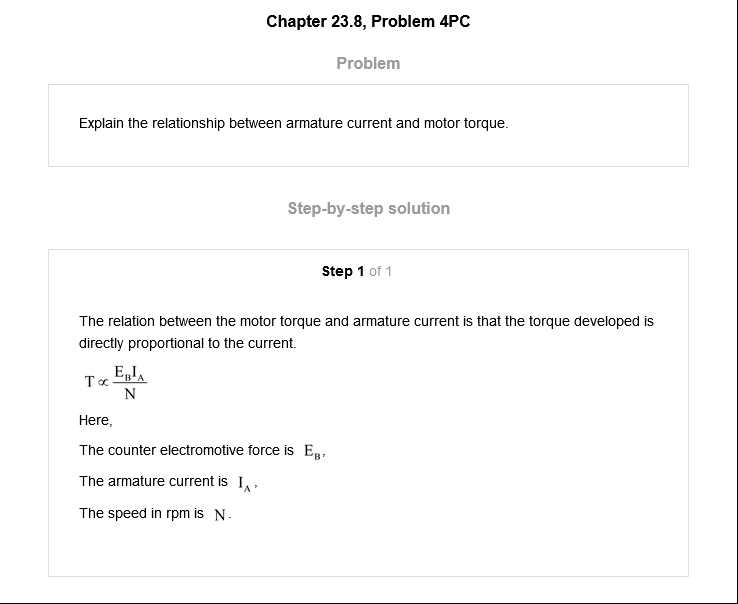 Chapter 23.8, Problem 4PC
Problem
Explain the relationship between armature current and motor torque.
Step-by-step solution
Step 1 of 1
The relation between the motor torque and armature current is that the torque developed is
directly proportional to the current.
T ∝ E_B I_A / N
Here,
The counter electromotive force is E_B,
The armature current is I_A,
The speed in rpm is N.